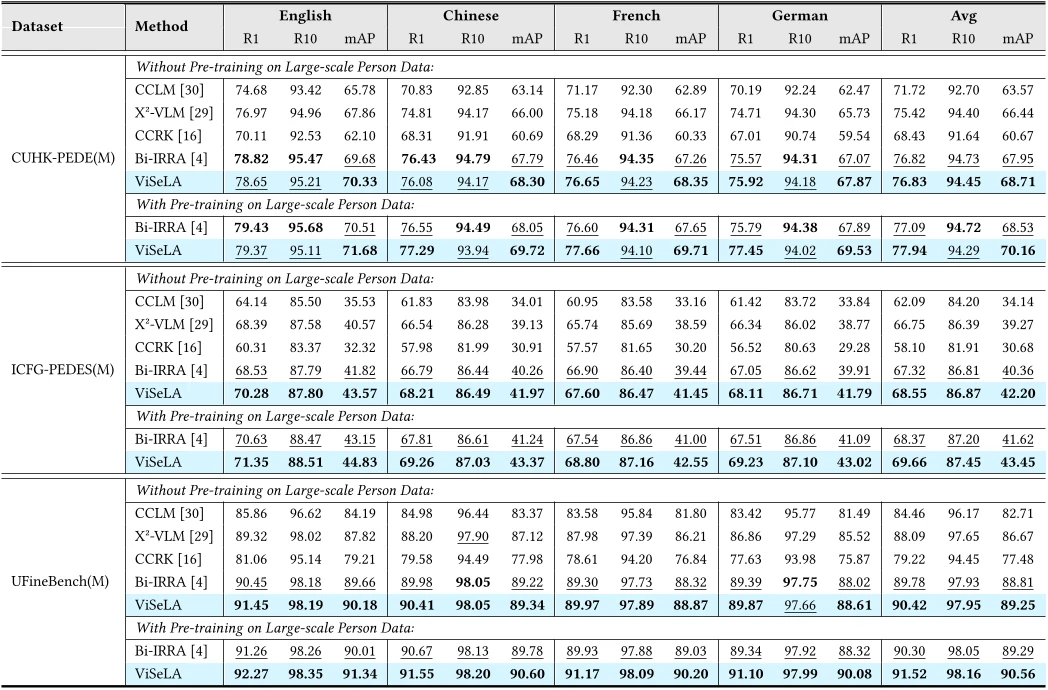 Dataset Method English Chinese French German Avg
R1 R10 mAP R1 R10 mAP R1 R10 mAP R1 R10 mAP R1 R10 mAP
CUHK-PEDE(M)
Without Pre-training on Large-scale Person Data:
CCLM [30] 74.68 93.42 65.78 70.83 92.85 63.14 71.17 92.30 62.89 70.19 92.24 62.47 71.72 92.70 63.57
X²-VLM [29] 76.97 94.96 67.86 74.81 94.17 66.00 75.18 94.18 66.17 74.71 94.30 65.73 75.42 94.40 66.44
CCRK [16] 70.11 92.53 62.10 68.31 91.91 60.69 68.29 91.36 60.33 67.01 90.74 59.54 68.43 91.64 60.67
Bi-IRRA [4] 78.82 95.47 69.68 76.43 94.79 67.79 76.46 94.35 67.26 75.57 94.31 67.07 76.82 94.73 67.95
ViSeLA 78.65 95.21 70.33 76.08 94.17 68.30 76.65 94.23 68.35 75.92 94.18 67.87 76.83 94.45 68.71
With Pre-training on Large-scale Person Data:
Bi-IRRA [4] 79.43 95.68 70.51 76.55 94.49 68.05 76.60 94.31 67.65 75.79 94.38 67.89 77.09 94.72 68.53
ViSeLA 79.37 95.11 71.68 77.29 93.94 69.72 77.66 94.10 69.71 77.45 94.02 69.53 77.94 94.29 70.16
ICFG-PEDES(M)
Without Pre-training on Large-scale Person Data:
CCLM [30] 64.14 85.50 35.53 61.83 83.98 34.01 60.95 83.58 33.16 61.42 83.72 33.84 62.09 84.20 34.14
X²-VLM [29] 68.39 87.58 40.57 66.54 86.28 39.13 65.74 85.69 38.59 66.34 86.02 38.77 66.75 86.39 39.27
CCRK [16] 60.31 83.37 32.32 57.98 81.99 30.91 57.57 81.65 30.20 56.52 80.63 29.28 58.10 81.91 30.68
Bi-IRRA [4] 68.53 87.79 41.82 66.79 86.44 40.26 66.90 86.40 39.44 67.05 86.62 39.91 67.32 86.81 40.36
ViSeLA 70.28 87.80 43.57 68.21 86.49 41.97 67.60 86.47 41.45 68.11 86.71 41.79 68.55 86.87 42.20
With Pre-training on Large-scale Person Data:
Bi-IRRA [4] 70.63 88.47 43.15 67.81 86.61 41.24 67.54 86.86 41.00 67.51 86.86 41.09 68.37 87.20 41.62
ViSeLA 71.35 88.51 44.83 69.26 87.03 43.37 68.80 87.16 42.55 69.23 87.10 43.02 69.66 87.45 43.45
UFineBench(M)
Without Pre-training on Large-scale Person Data:
CCLM [30] 85.86 96.62 84.19 84.98 96.44 83.37 83.58 95.84 81.80 83.42 95.77 81.49 84.46 96.17 82.71
X²-VLM [29] 89.32 98.02 87.82 88.20 97.90 87.12 87.98 97.39 86.21 86.86 97.29 85.52 88.09 97.65 86.67
CCRK [16] 81.06 95.14 79.21 79.58 94.49 77.98 78.61 94.20 76.84 77.63 93.98 75.87 79.22 94.45 77.48
Bi-IRRA [4] 90.45 98.18 89.66 89.98 98.05 89.22 89.30 97.73 88.32 89.39 97.75 88.02 89.78 97.93 88.81
ViSeLA 91.45 98.19 90.18 90.41 98.05 89.34 89.97 97.89 88.87 89.87 97.66 88.61 90.42 97.95 89.25
With Pre-training on Large-scale Person Data:
Bi-IRRA [4] 91.26 98.26 90.01 90.67 98.13 89.78 89.93 97.88 89.03 89.34 97.92 88.32 90.30 98.05 89.29
ViSeLA 92.27 98.35 91.34 91.55 98.20 90.60 91.17 98.09 90.20 91.10 97.99 90.08 91.52 98.16 90.56